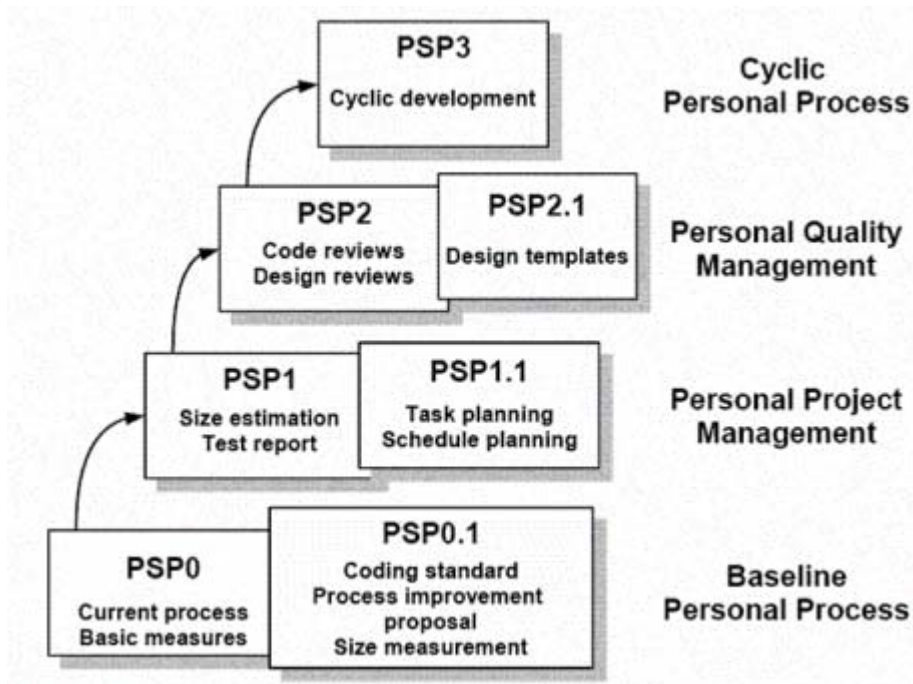 PSP3
Cyclic development
Cyclic
Personal Process
PSP2
Code reviews
Design reviews
PSP2.1
Design templates
Personal Quality
Management
PSP1
Size estimation
Test report
PSP1.1
Task planning
Schedule planning
Personal Project
Management
PSP0
Current process
Basic measures
PSP0.1
Coding standard
Process improvement
proposal
Size measurement
Baseline
Personal Process